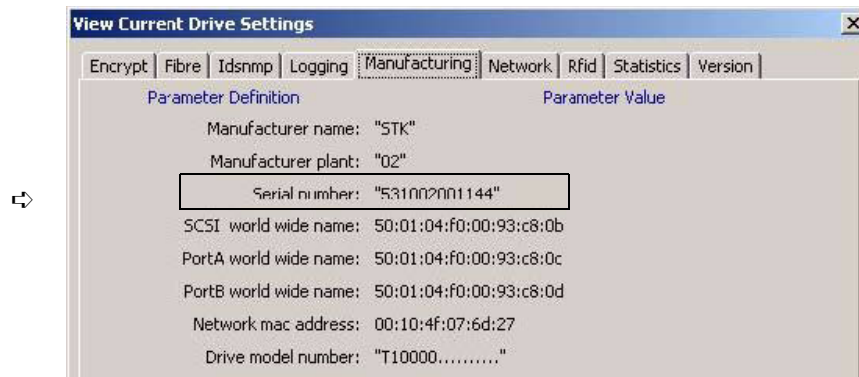 View Current Drive Settings
Encrypt Fibre Idsnmp Logging Manufacturing Network Rfid Statistics Version
Parameter Definition Parameter Value
Manufacturer name: "STK"
Manufacturer plant: "02"
Serial number: "531002001144"
SCSI world wide name: 50:01:04:f0:00:93:c8:0b
PortA world wide name: 50:01:04:f0:00:93:c8:0c
PortB world wide name: 50:01:04:f0:00:93:c8:0d
Network mac address: 00:10:4f:07:6d:27
Drive model number: "T10000.........."